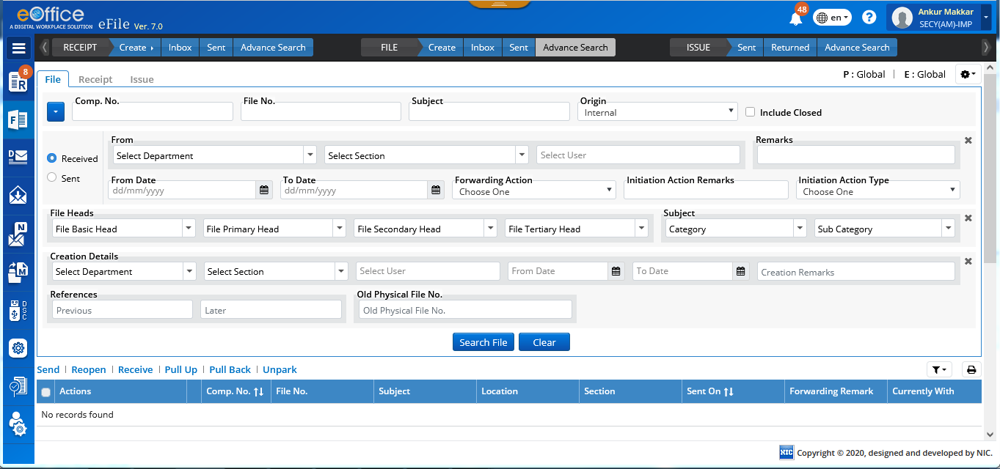 eOffice
A DIGITAL WORKPLACE SOLUTION eFile Ver. 7.0
48 en ? Ankur Makkar
SECY(AM)-IMP
RECEIPT Create Inbox Sent Advance Search FILE Create Inbox Sent Advance Search ISSUE Sent Returned Advance Search
8
R
F
D
N
M
DSC
File Receipt Issue P : Global | E : Global
Comp. No. File No. Subject Origin
Internal Include Closed
From Remarks
Received Select Department Select Section Select User
Sent
From Date To Date Forwarding Action Initiation Action Remarks Initiation Action Type
dd/mm/yyyy dd/mm/yyyy Choose One Choose One
File Heads Subject
File Basic Head File Primary Head File Secondary Head File Tertiary Head Category Sub Category
Creation Details
Select Department Select Section Select User From Date To Date Creation Remarks
References Old Physical File No.
Previous Later Old Physical File No.
Search File Clear
Send | Reopen | Receive | Pull Up | Pull Back | Unpark
Actions Comp. No. File No. Subject Location Section Sent On Forwarding Remark Currently With
No records found
NIC Copyright © 2020, designed and developed by NIC.